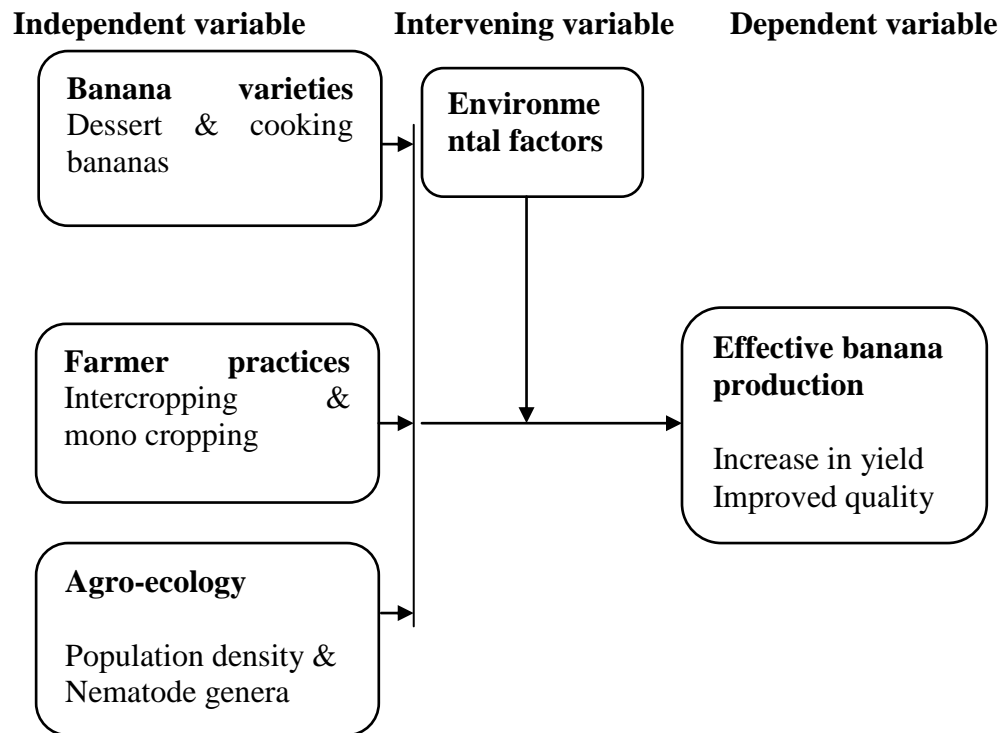 Independent variable Intervening variable Dependent variable
Banana varieties
Dessert & cooking
bananas
Environme
ntal factors
Farmer practices
Intercropping &
mono cropping
Effective banana
production
Increase in yield
Improved quality
Agro-ecology
Population density &
Nematode genera